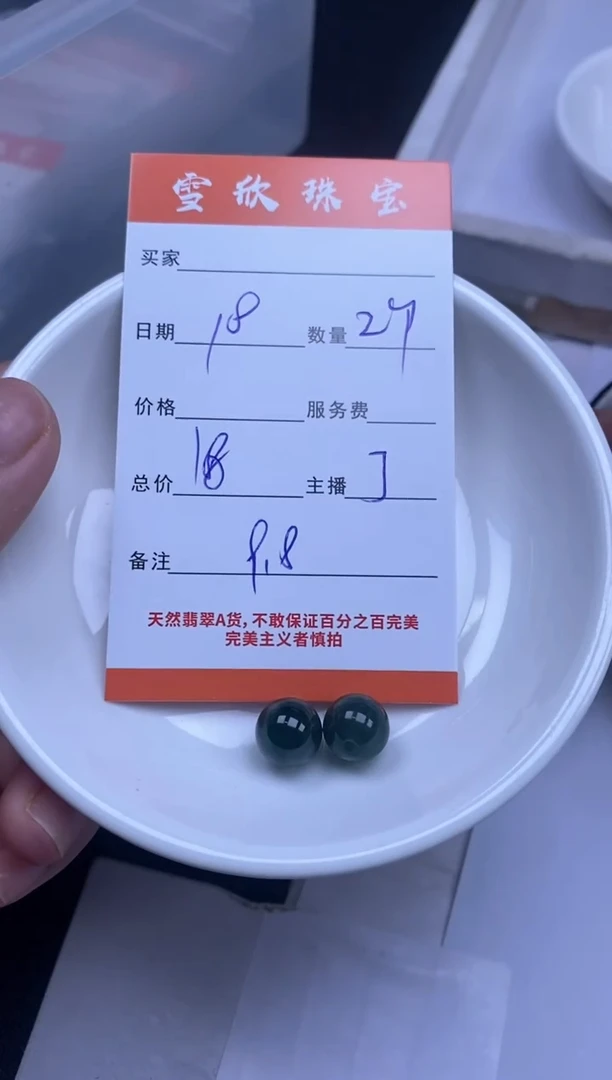 雪欣珠宝
买家
日期 18 数量 27
价格 服务费
总价 18 主播 J
备注 9.8
天然翡翠A货,不敢保证百分之百完美
完美主义者慎拍